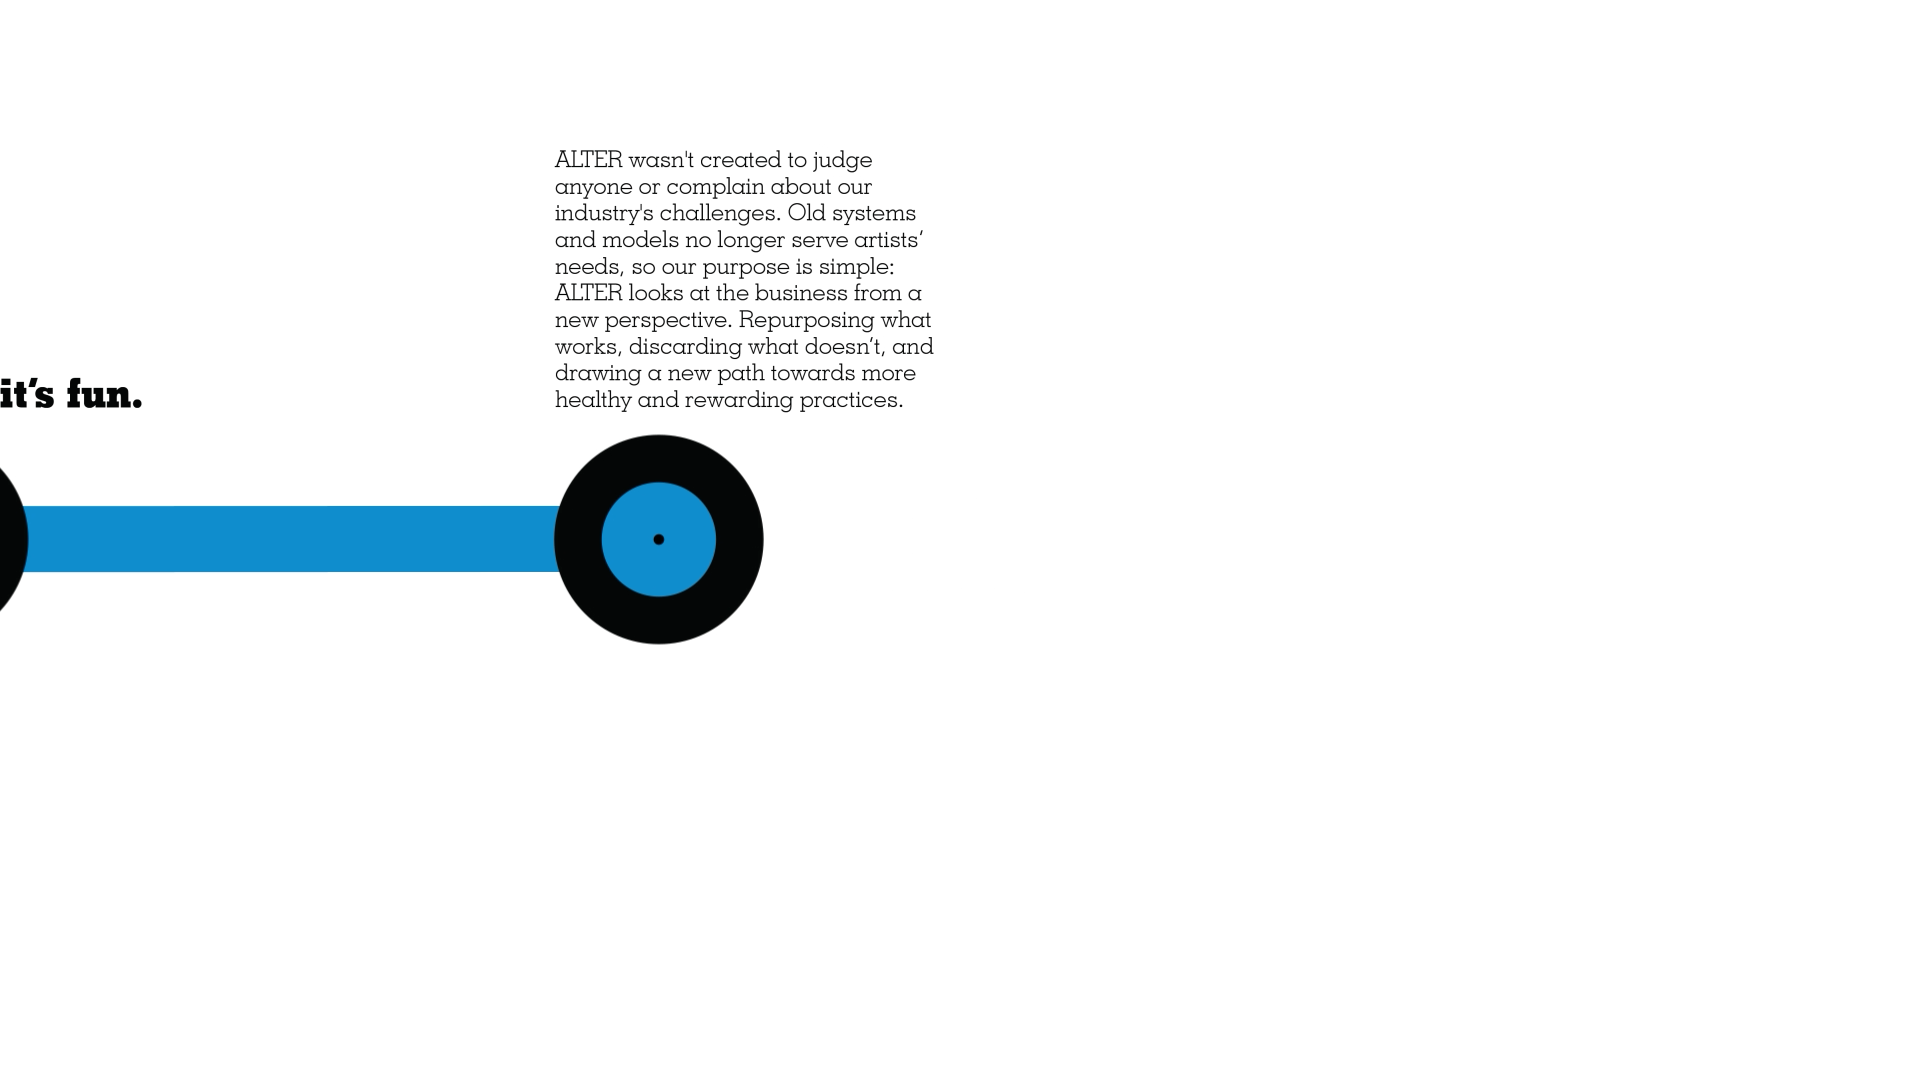 ALTER wasn't created to judge
anyone or complain about our
industry's challenges. Old systems
and models no longer serve artists’
needs, so our purpose is simple:
ALTER looks at the business from a
new perspective. Repurposing what
works, discarding what doesn’t, and
drawing a new path towards more
healthy and rewarding practices.
it’s fun.